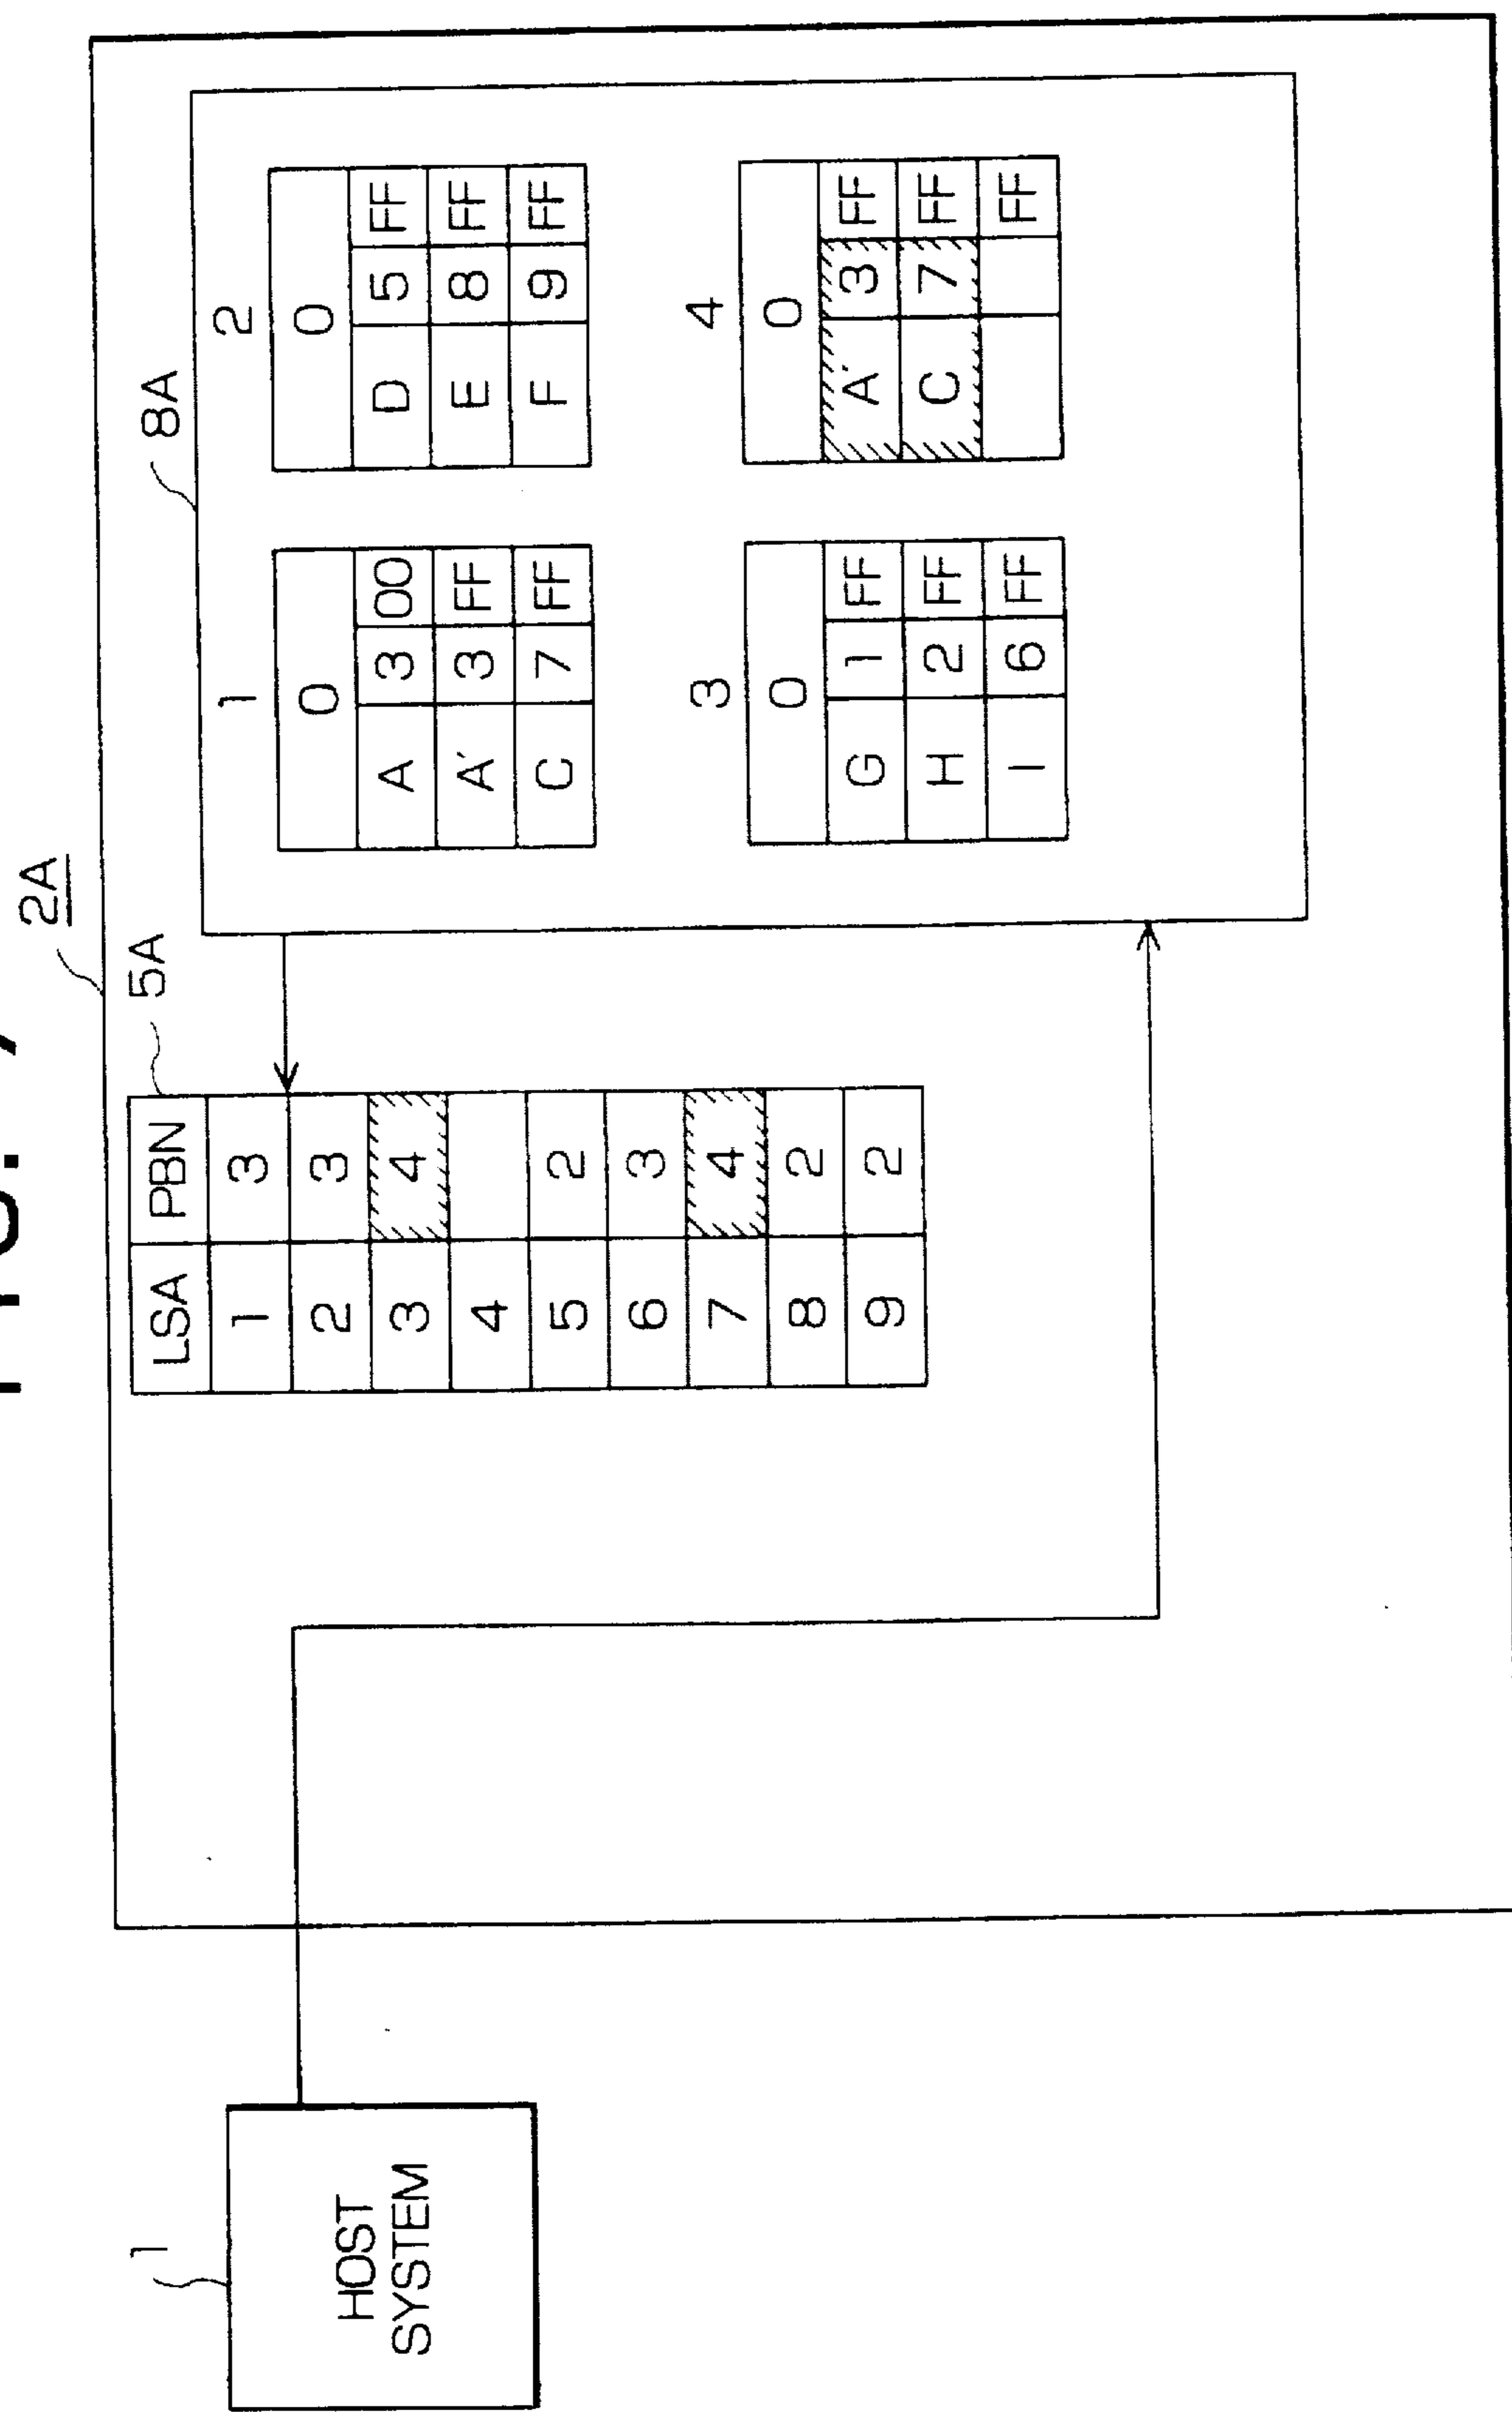 2A
5A
8A
LSA PBN
1 3
2 3
3 4
4
5 2
6 3
7 4
8 2
9 2
1
0
A 3 00
A' 3 FF
C 7 FF
2
0
D 5 FF
E 8 FF
F 9 FF
3
0
G 1 FF
H 2 FF
I 6 FF
4
0
A' 3 FF
C 7 FF
FF
1
HOST
SYSTEM